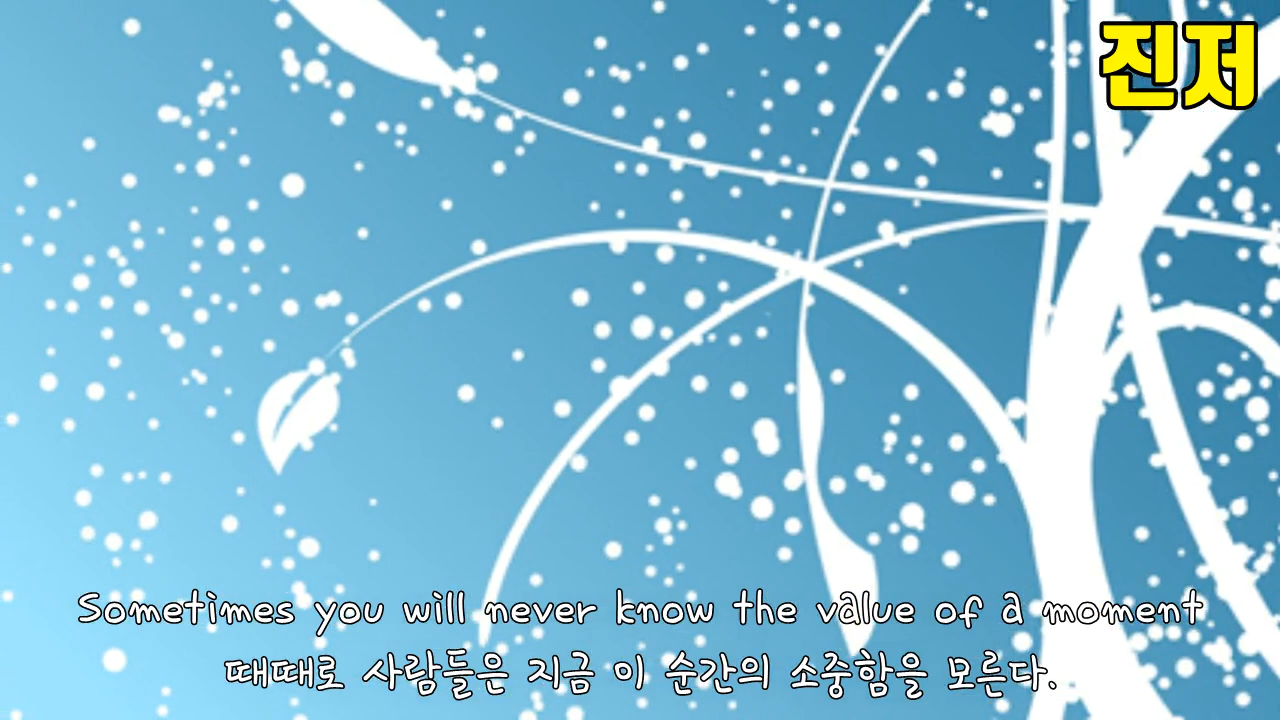 진저
Sometimes you will never know the value of a moment
때때로 사람들은 지금 이 순간의 소중함을 모른다.